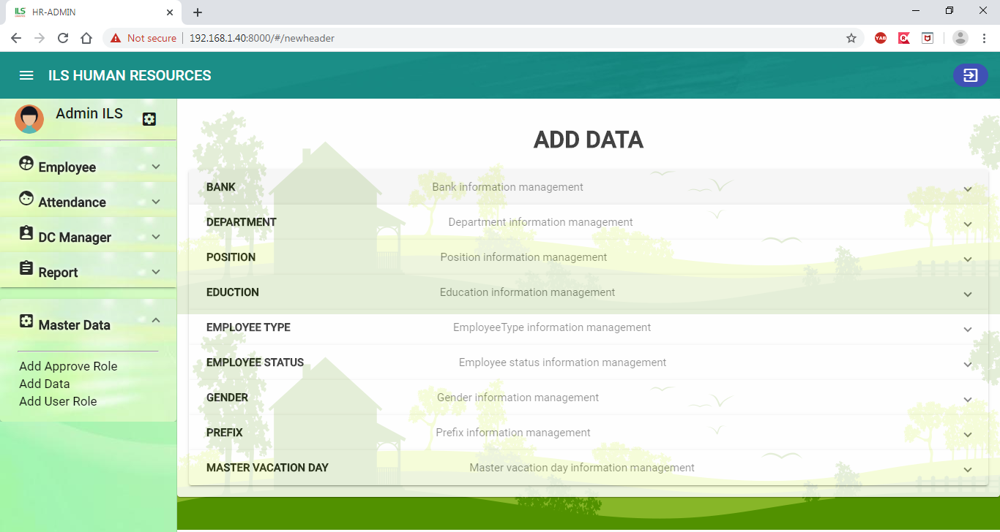 ILS HR-ADMIN
Not secure 192.168.1.40:8000/#/newheader
YAB
ILS HUMAN RESOURCES
Admin ILS
Employee
Attendance
DC Manager
Report
Master Data
Add Approve Role
Add Data
Add User Role
ADD DATA
BANK Bank information management
DEPARTMENT Department information management
POSITION Position information management
EDUCTION Education information management
EMPLOYEE TYPE EmployeeType information management
EMPLOYEE STATUS Employee status information management
GENDER Gender information management
PREFIX Prefix information management
MASTER VACATION DAY Master vacation day information management